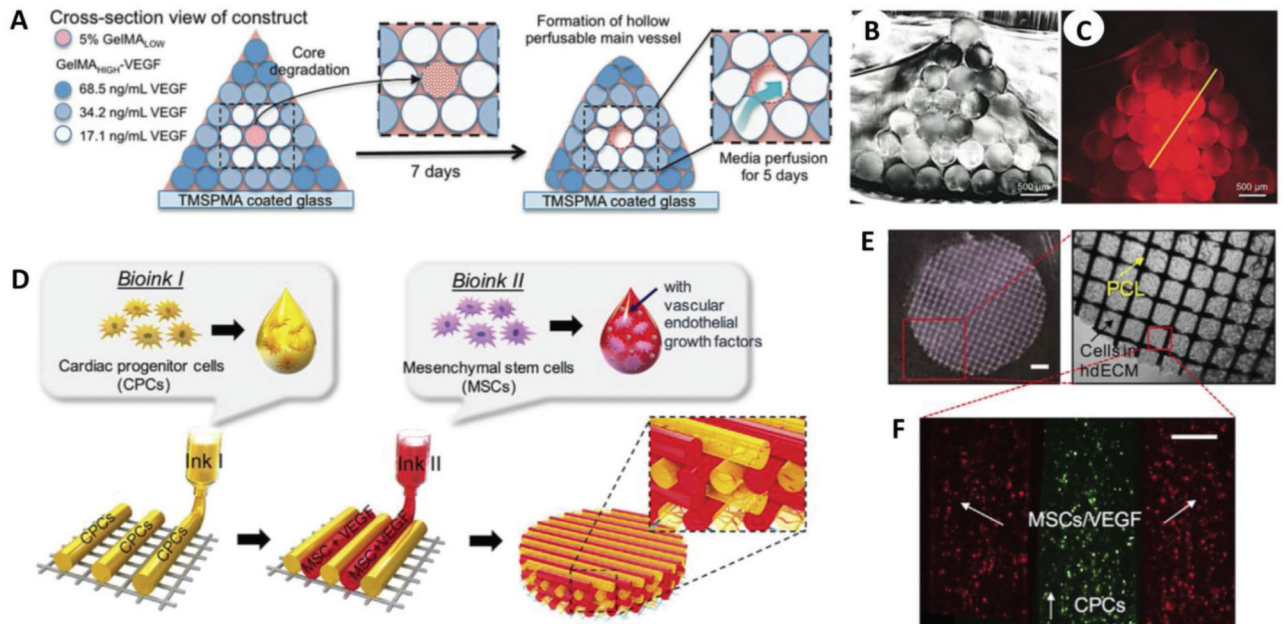 A
Cross-section view of construct
5% GelMALOW
GelMAHIGH-VEGF
68.5 ng/mL VEGF
34.2 ng/mL VEGF
17.1 ng/mL VEGF
Core
degradation
7 days
TMSPMA coated glass
Formation of hollow
perfusable main vessel
Media perfusion
for 5 days
TMSPMA coated glass
B
500 µm
C
500 µm
D
Bioink I
Cardiac progenitor cells
(CPCs)
Bioink II
Mesenchymal stem cells
(MSCs)
with
vascular
endothelial
growth factors
Ink I
CPCs
CPCs
CPCs
Ink II
MSC + VEGF
MSC+VEGF
E
PCL
Cells in
hdECM
F
MSCs/VEGF
CPCs